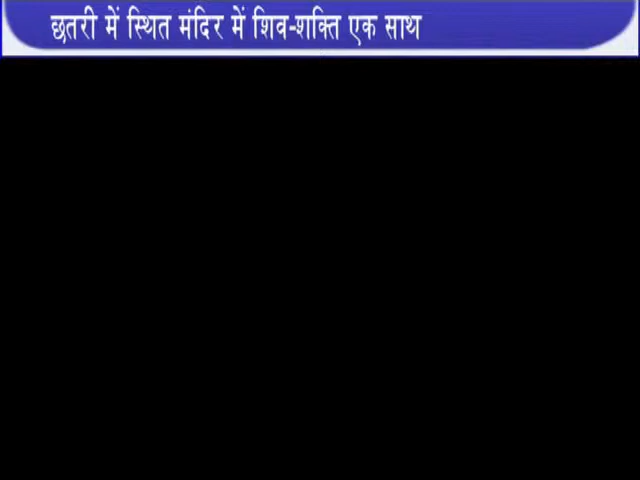 छतरी में स्थित मंदिर में शिव-शक्ति एक साथ